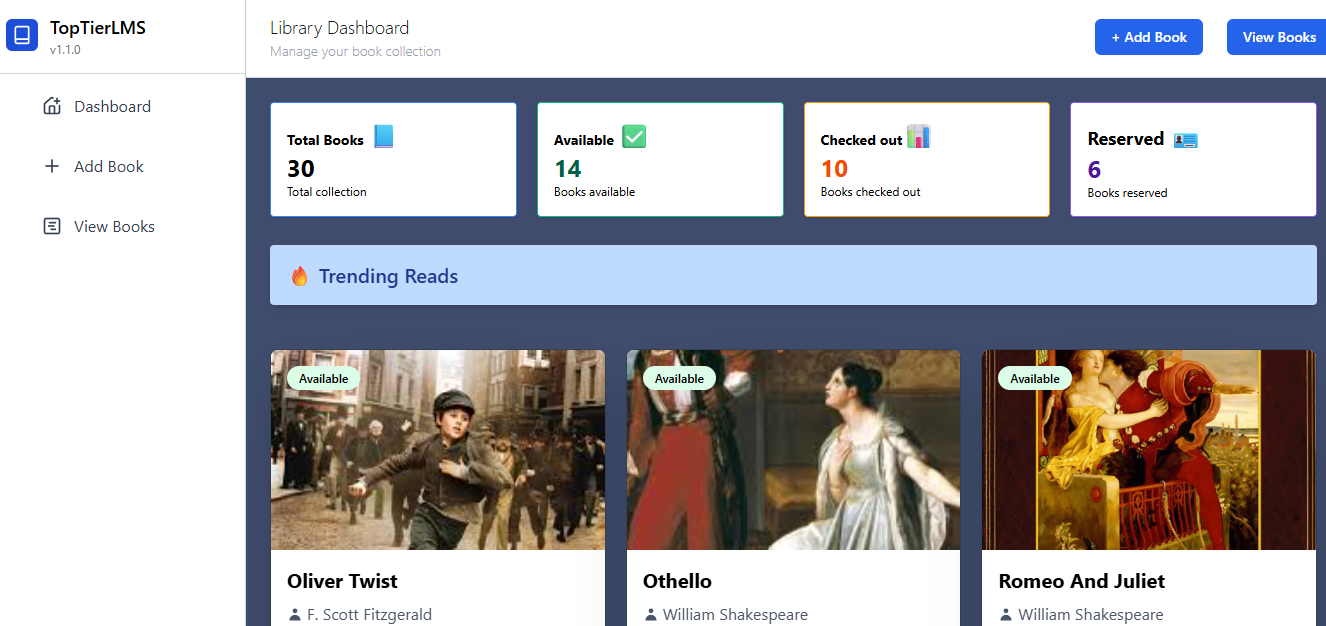 TopTierLMS
v1.1.0
Dashboard
Add Book
View Books
Library Dashboard
Manage your book collection
+ Add Book
View Books
Total Books
30
Total collection
Available
14
Books available
Checked out
10
Books checked out
Reserved
6
Books reserved
Trending Reads
Available
Oliver Twist
F. Scott Fitzgerald
Available
Othello
William Shakespeare
Available
Romeo And Juliet
William Shakespeare